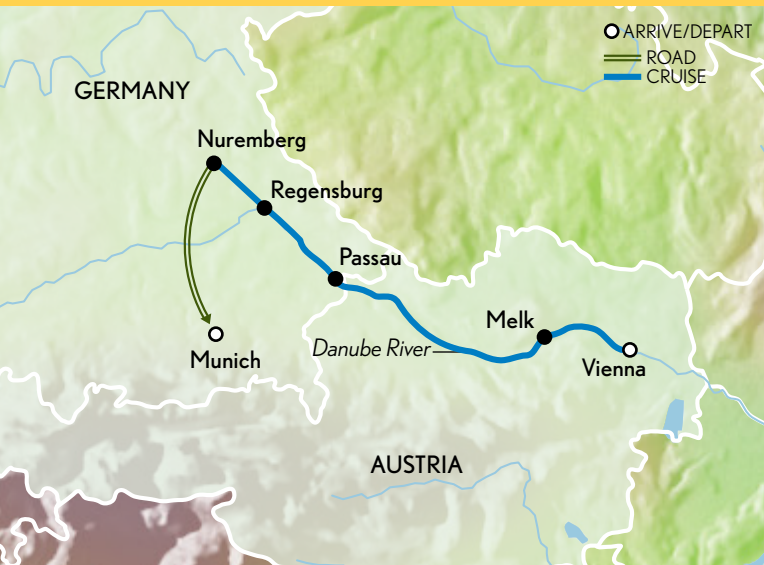 ARRIVE/DEPART
ROAD
CRUISE
GERMANY
Nuremberg
Regensburg
Passau
Melk
Danube River
Munich
Vienna
AUSTRIA